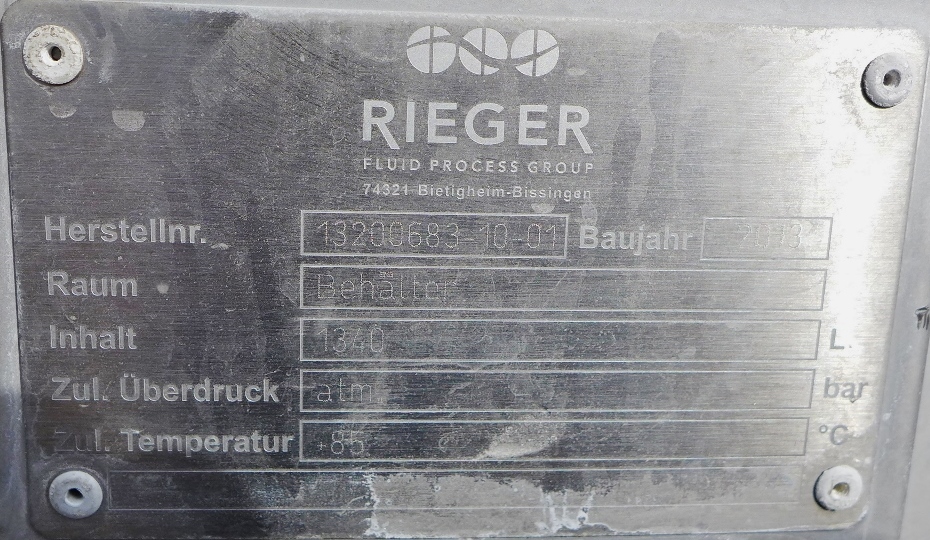 RIEGER
FLUID PROCESS GROUP
74321 Bietigheim-Bissingen
Herstellnr. 13200683-10-01 Baujahr 2013
Raum Behälter
Inhalt 1340 L
Zul. Überdruck atm bar
Zul. Temperatur +85 °C